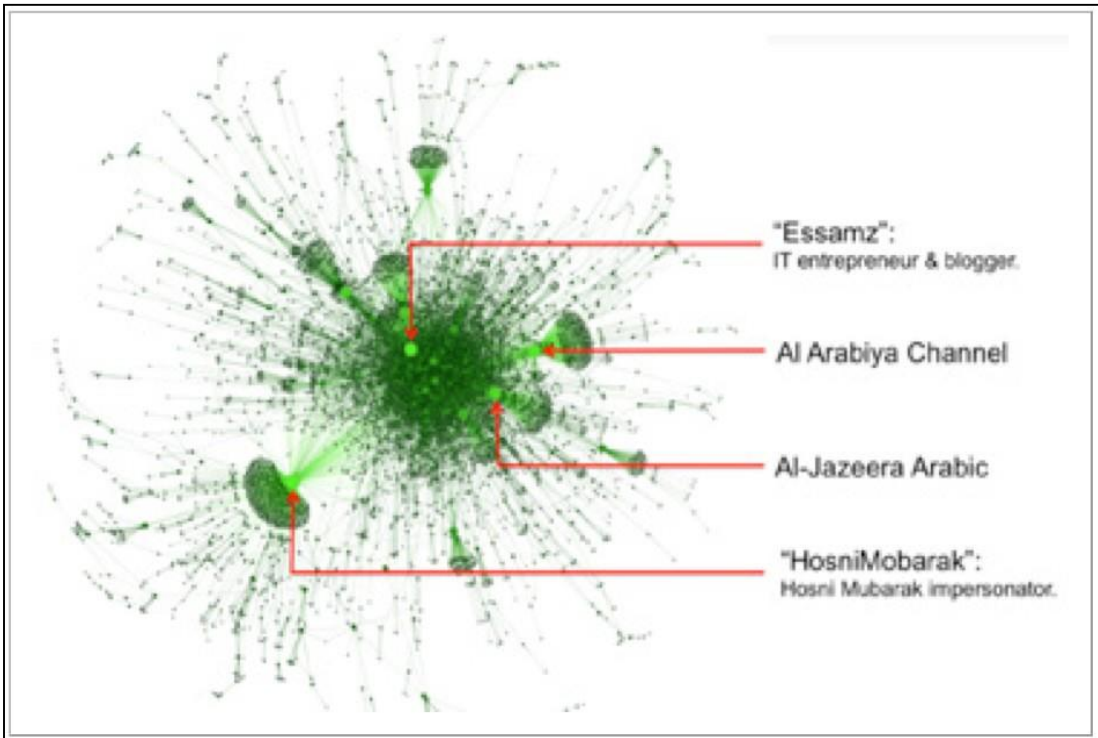 “Essamz”:
IT entrepreneur & blogger.
Al Arabiya Channel
Al-Jazeera Arabic
“HosniMobarak”:
Hosni Mubarak impersonator.